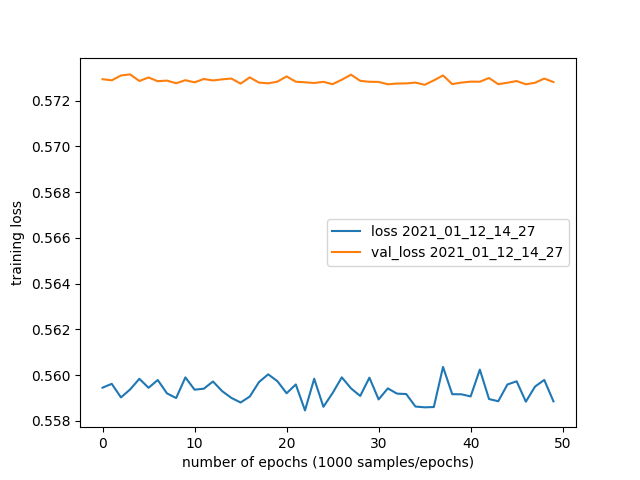 0.572
0.570
0.568
0.566
0.564
0.562
0.560
0.558
training loss
loss 2021_01_12_14_27
val_loss 2021_01_12_14_27
0 10 20 30 40 50
number of epochs (1000 samples/epochs)